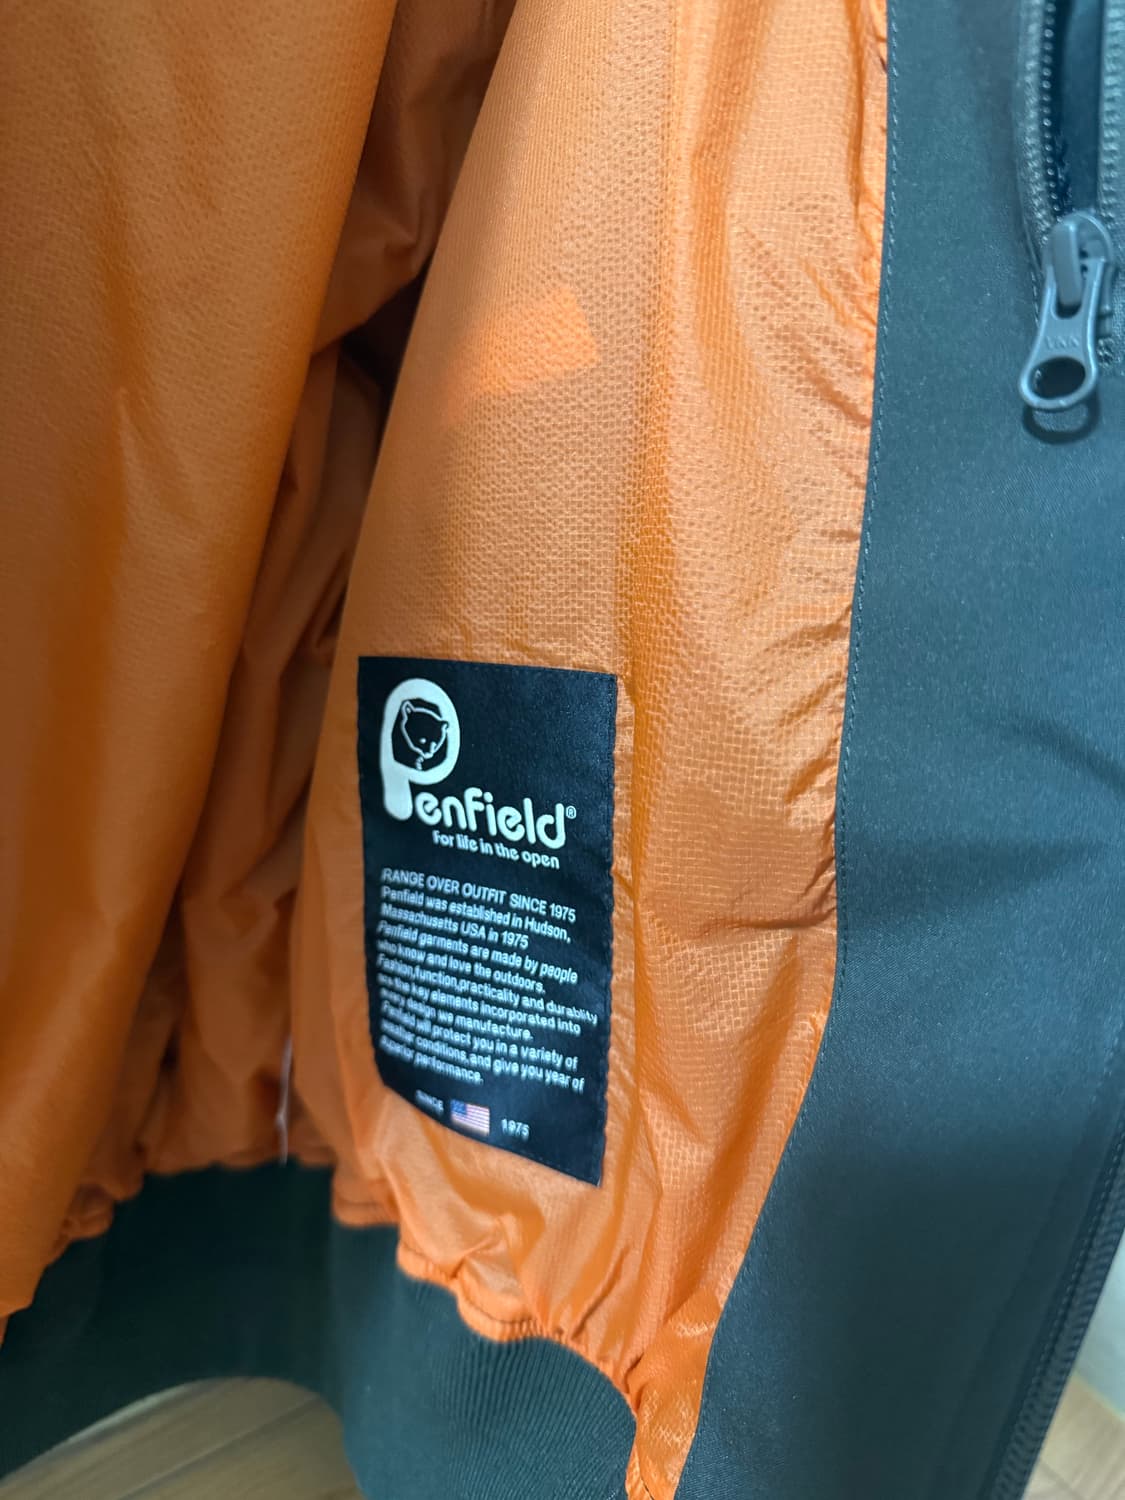 YKK
Penfield®
For life in the open
RANGE OVER OUTFIT SINCE 1975
Penfield was established in Hudson,
Massachusetts USA in 1975
Penfield garments are made by people
who know and love the outdoors.
Fashion,function,practicality and durability
are the key elements incorporated into
every design we manufacture.
Penfield will protect you in a variety of
weather conditions,and give you year of
superior performance.
SINCE 1975